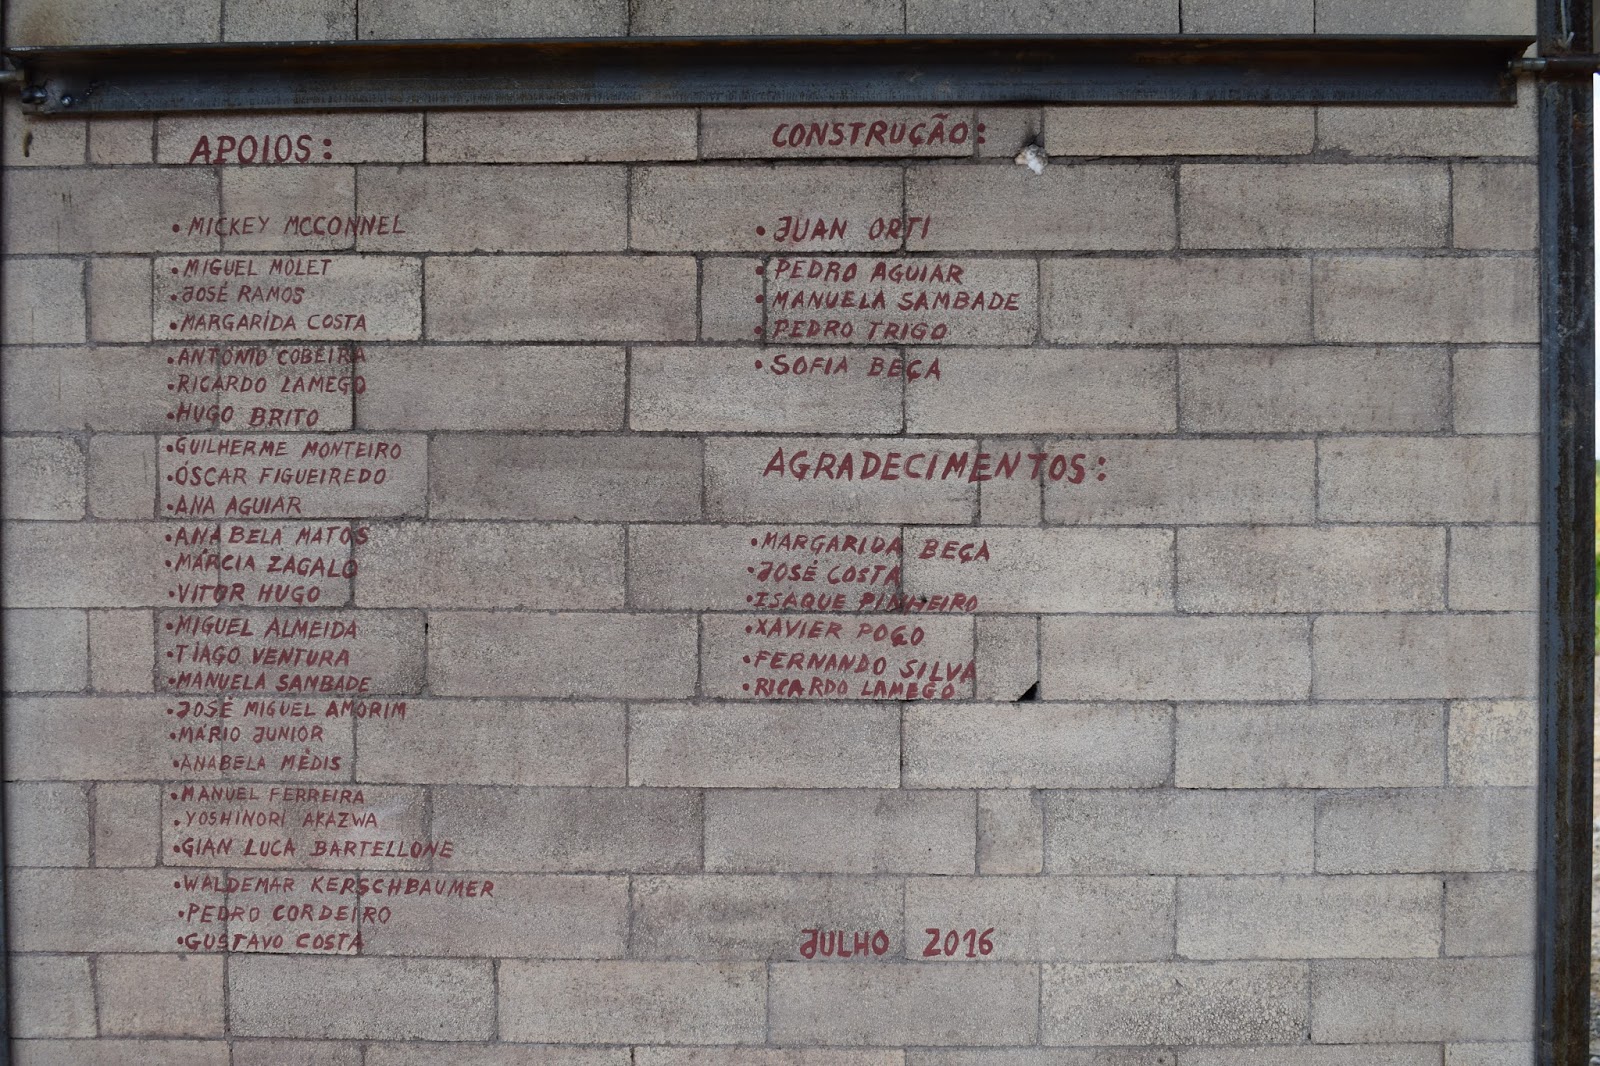 APOIOS:
• MICKEY MCCONNEL
• MIGUEL MOLET
• JOSÉ RAMOS
• MARGARIDA COSTA
• ANTÓNIO COBEIRA
• RICARDO LAMEGO
• HUGO BRITO
• GUILHERME MONTEIRO
• ÓSCAR FIGUEIREDO
• ANA AGUIAR
• ANABELA MATOS
• MÁRCIA ZAGALO
• VITOR HUGO
• MIGUEL ALMEIDA
• TIAGO VENTURA
• MANUELA SAMBADE
• JOSÉ MIGUEL AMORIM
• MÁRIO JUNIOR
• ANABELA MÉDIS
• MANUEL FERREIRA
• YOSHINORI AKAZWA
• GIAN LUCA BARTELLONE
• WALDEMAR KERSCHBAUMER
• PEDRO CORDEIRO
• GUSTAVO COSTA
CONSTRUÇÃO:
• JUAN ORTI
• PEDRO AGUIAR
• MANUELA SAMBADE
• PEDRO TRIGO
• SOFIA BEÇA
AGRADECIMENTOS:
• MARGARIDA BEÇA
• JOSÉ COSTA
• ISAQUE PINHEIRO
• XAVIER POÇO
• FERNANDO SILVA
• RICARDO LAMEGO
JULHO 2016